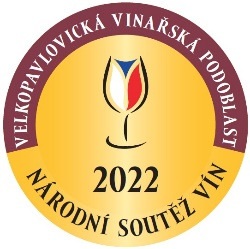 VELKOPAVLOVICKÁ VINAŘSKÁ PODOBLAST
2022
NÁRODNÍ SOUTĚŽ VÍN